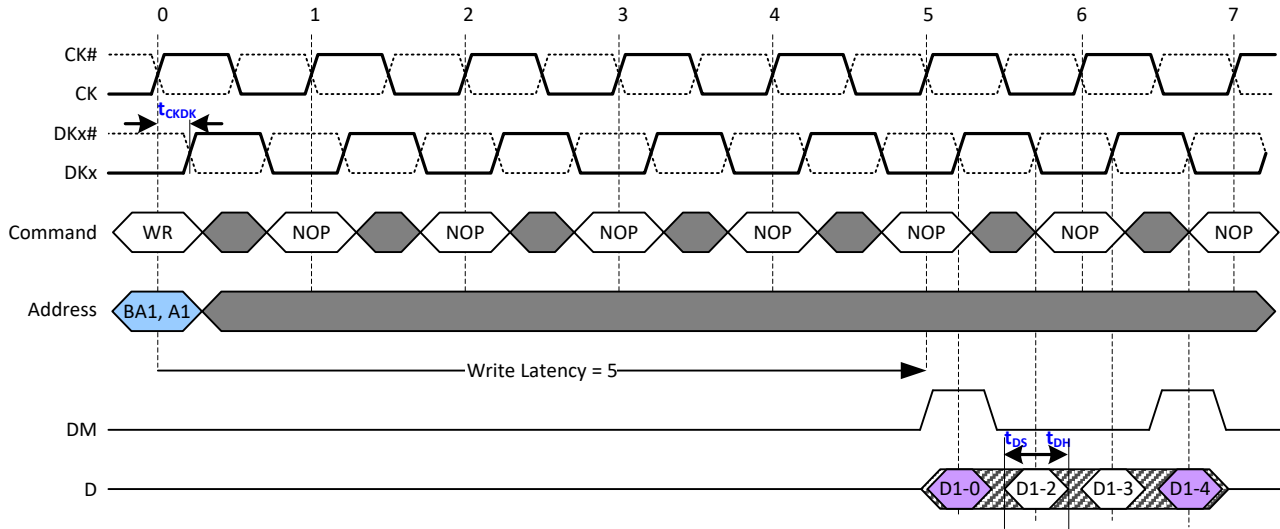 0 1 2 3 4 5 6 7
CK#
CK
tCKDK
DKx#
DKx
Command WR NOP NOP NOP NOP NOP NOP NOP
Address BA1, A1
Write Latency = 5
DM
tDS tDH
D D1-0 D1-2 D1-3 D1-4